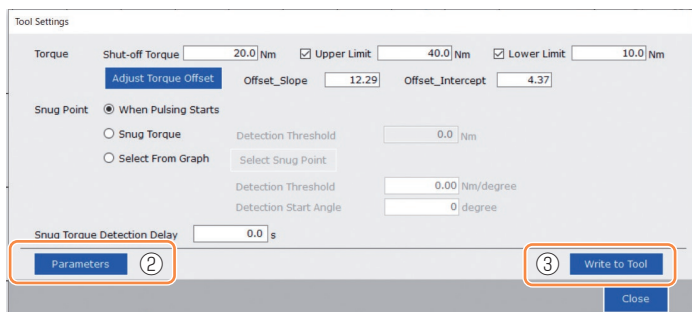 Tool Settings
Torque Shut-off Torque 20.0 Nm Upper Limit 40.0 Nm Lower Limit 10.0 Nm
Adjust Torque Offset Offset_Slope 12.29 Offset_Intercept 4.37
Snug Point When Pulsing Starts
Snug Torque Detection Threshold 0.0 Nm
Select From Graph Select Snug Point
Detection Threshold 0.00 Nm/degree
Detection Start Angle 0 degree
Snug Torque Detection Delay 0.0 s
Parameters ② ③ Write to Tool
Close